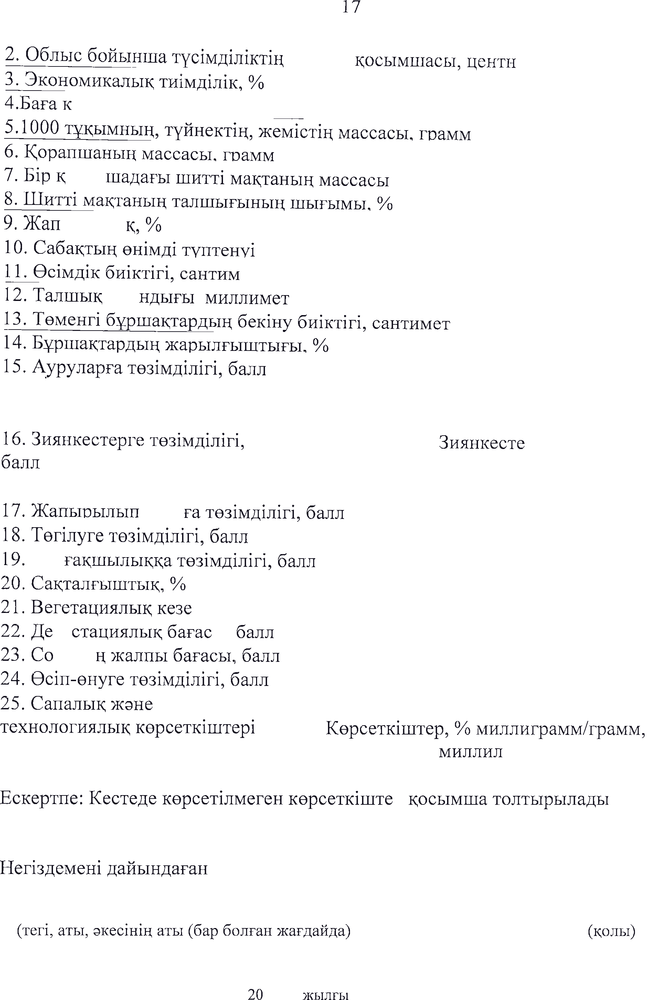 17
2. Облыс бойынша түсімділіктің қосымшасы, центн
3. Экономикалық тиімділік, %
4.Баға к
5.1000 тұқымның, түйнектің, жемістің массасы, грамм
6. Қорапшаның массасы, грамм
7. Бір қ шадағы шитті мақтаның массасы
8. Шитті мақтаның талшығының шығымы, %
9. Жап қ, %
10. Сабақтың өнімді түптенуі
11. Өсімдік биіктігі, сантим
12. Талшық ндығы миллимет
13. Төменгі бұршақтардың бекіну биіктігі, сантимет
14. Бұршақтардың жарылғыштығы, %
15. Ауруларға төзімділігі, балл
16. Зиянкестерге төзімділігі, Зиянкесте
балл
17. Жапырылып ға төзімділігі, балл
18. Төгілуге төзімділігі, балл
19. ғақшылыққа төзімділігі, балл
20. Сақталғыштық, %
21. Вегетациялық кезе
22. Де стациялық бағас балл
23. Со ң жалпы бағасы, балл
24. Өсіп-өнуге төзімділігі, балл
25. Сапалық және
технологиялық көрсеткіштері Көрсеткіштер, % миллиграмм/грамм,
миллил
Ескертпе: Кестеде көрсетілмеген көрсеткіште қосымша толтырылады
Негіздемені дайындаған
(тегі, аты, әкесінің аты (бар болған жағдайда) (қолы)
20 жылғы